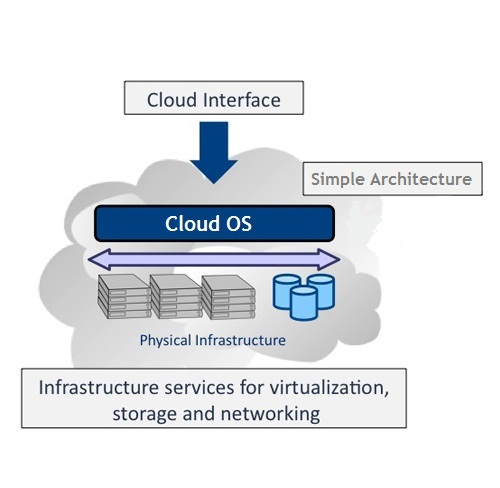 Cloud Interface
Simple Architecture
Cloud OS
Physical Infrastructure
Infrastructure services for virtualization,
storage and networking